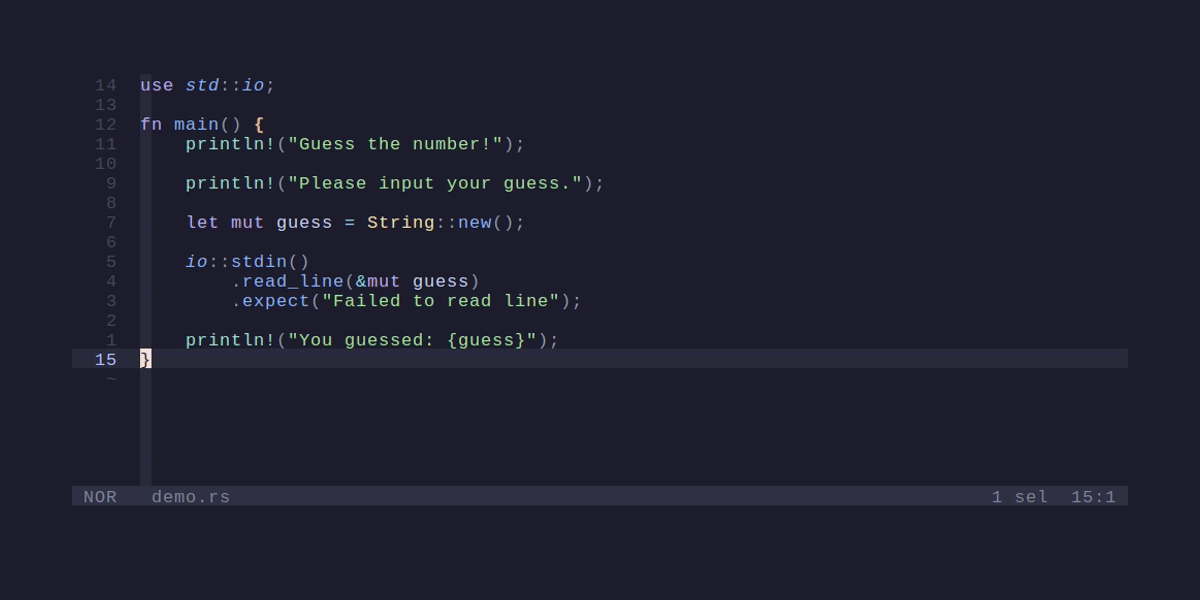 14  use std::io;
13
12  fn main() {
11      println!("Guess the number!");
10
 9      println!("Please input your guess.");
 8
 7      let mut guess = String::new();
 6
 5      io::stdin()
 4          .read_line(&mut guess)
 3          .expect("Failed to read line");
 2
 1      println!("You guessed: {guess}");
15  }
 ~
NOR   demo.rs   1 sel  15:1